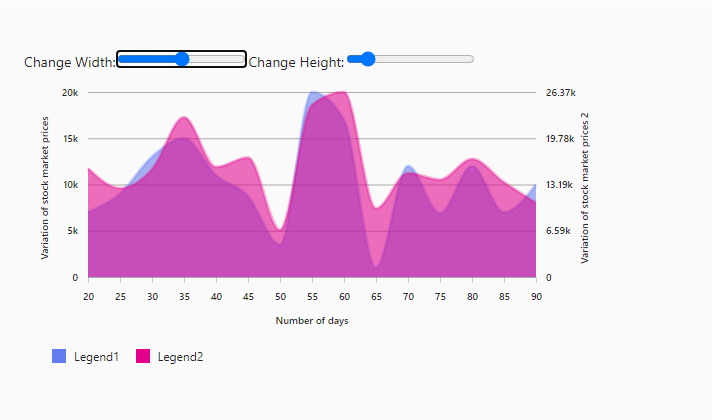 Change Width: Change Height:
20k 26.37k
15k 19.78k
10k 13.19k
5k 6.59k
0 0
Variation of stock market prices
Variation of stock market prices 2
20 25 30 35 40 45 50 55 60 65 70 75 80 85 90
Number of days
Legend1 Legend2